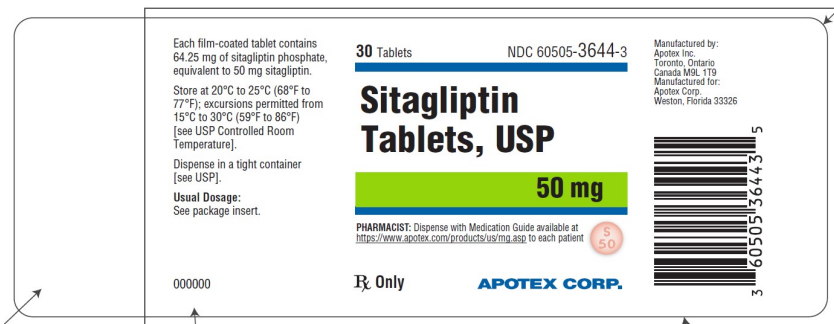 Each film-coated tablet contains
64.25 mg of sitagliptin phosphate,
equivalent to 50 mg sitagliptin.
Store at 20°C to 25°C (68°F to
77°F); excursions permitted from
15°C to 30°C (59°F to 86°F)
[see USP Controlled Room
Temperature].
Dispense in a tight container
[see USP].
Usual Dosage:
See package insert.
000000
30 Tablets NDC 60505-3644-3
Sitagliptin
Tablets, USP
50 mg
PHARMACIST: Dispense with Medication Guide available at
https://www.apotex.com/products/us/mg.asp to each patient
S
50
Rx Only APOTEX CORP.
Manufactured by:
Apotex Inc.
Toronto, Ontario
Canada M9L 1T9
Manufactured for:
Apotex Corp.
Weston, Florida 33326
3 60505 36443 5